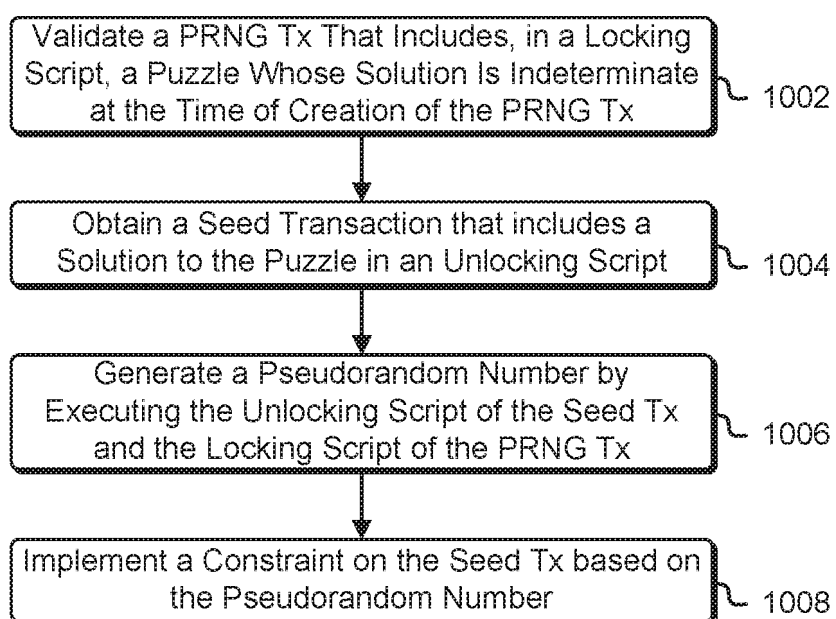 Validate a PRNG Tx That Includes, in a Locking
Script, a Puzzle Whose Solution Is Indeterminate
at the Time of Creation of the PRNG Tx
1002
Obtain a Seed Transaction that includes a
Solution to the Puzzle in an Unlocking Script
1004
Generate a Pseudorandom Number by
Executing the Unlocking Script of the Seed Tx
and the Locking Script of the PRNG Tx
1006
Implement a Constraint on the Seed Tx based on
the Pseudorandom Number
1008